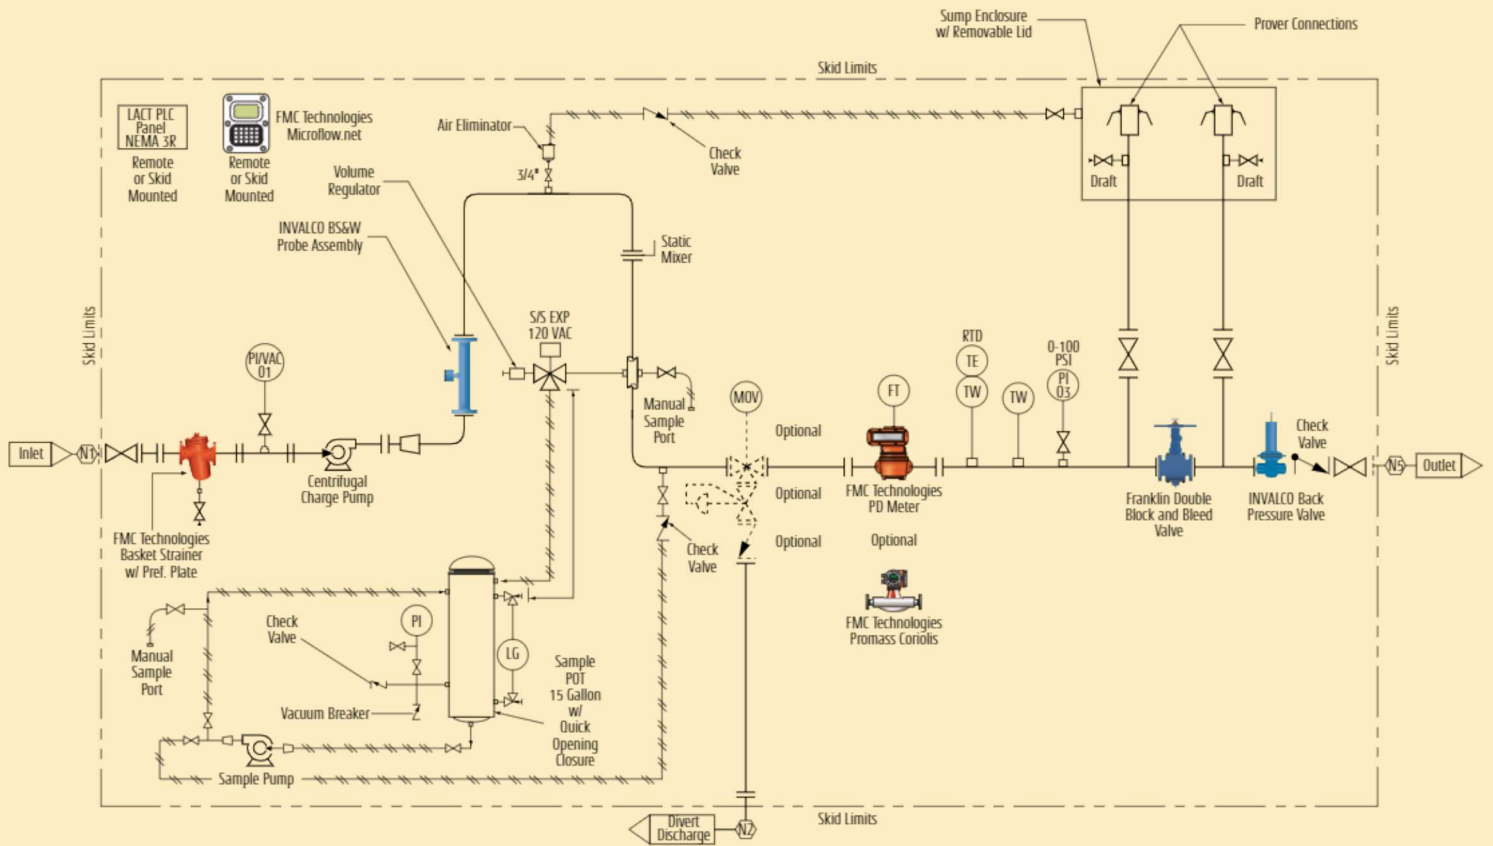 Sump Enclosure
w/ Removable Lid
Prover Connections
Skid Limits
LACT PLC
Panel
NEMA 3R
Remote
or Skid
Mounted
FMC Technologies
Microflow.net
Remote
or Skid
Mounted
Air Eliminator
3/4"
Check
Valve
Draft
Draft
Volume
Regulator
INVALCO BS&W
Probe Assembly
Static
Mixer
Skid Limits
Skid Limits
S/S EXP
120 VAC
PI/VAC
01
Manual
Sample
Port
MOV
Optional
FT
RTD
TE
TW
TW
0-100
PSI
PI
03
Check
Valve
Inlet
N1
Centrifugal
Charge Pump
FMC Technologies
Basket Strainer
w/ Pref. Plate
Optional
FMC Technologies
PD Meter
Franklin Double
Block and Bleed
Valve
INVALCO Back
Pressure Valve
N5
Outlet
Check
Valve
Optional
Optional
FMC Technologies
Promass Coriolis
Manual
Sample
Port
Check
Valve
PI
LG
Vacuum Breaker
Sample
POT
15 Gallon
w/
Quick
Opening
Closure
Sample Pump
Divert
Discharge
N2
Skid Limits